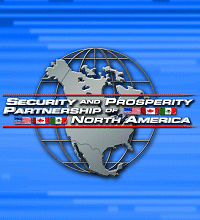 Security and Prosperity
Partnership of
North America